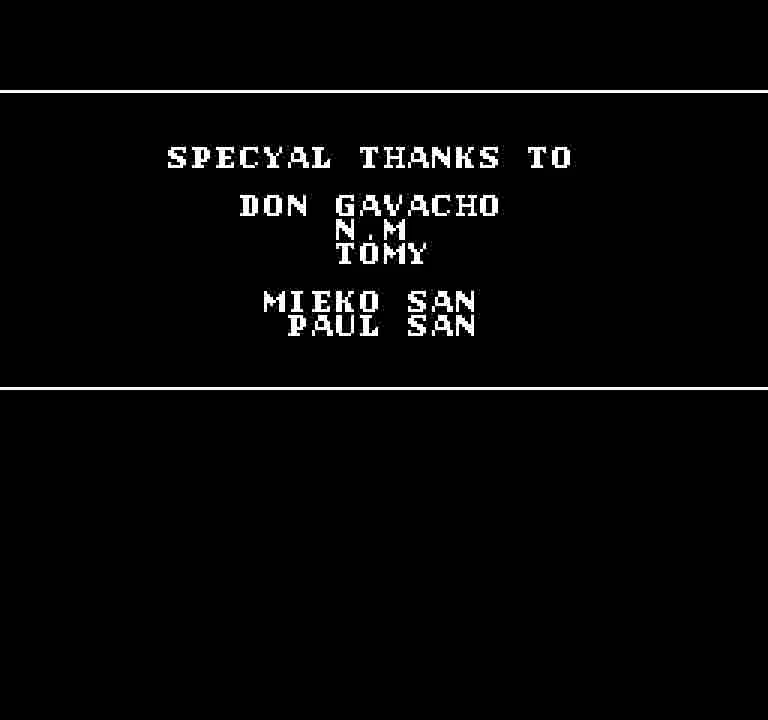 SPECYAL THANKS TO
DON GAVACHO
N.M
TOMY
MIEKO SAN
PAUL SAN